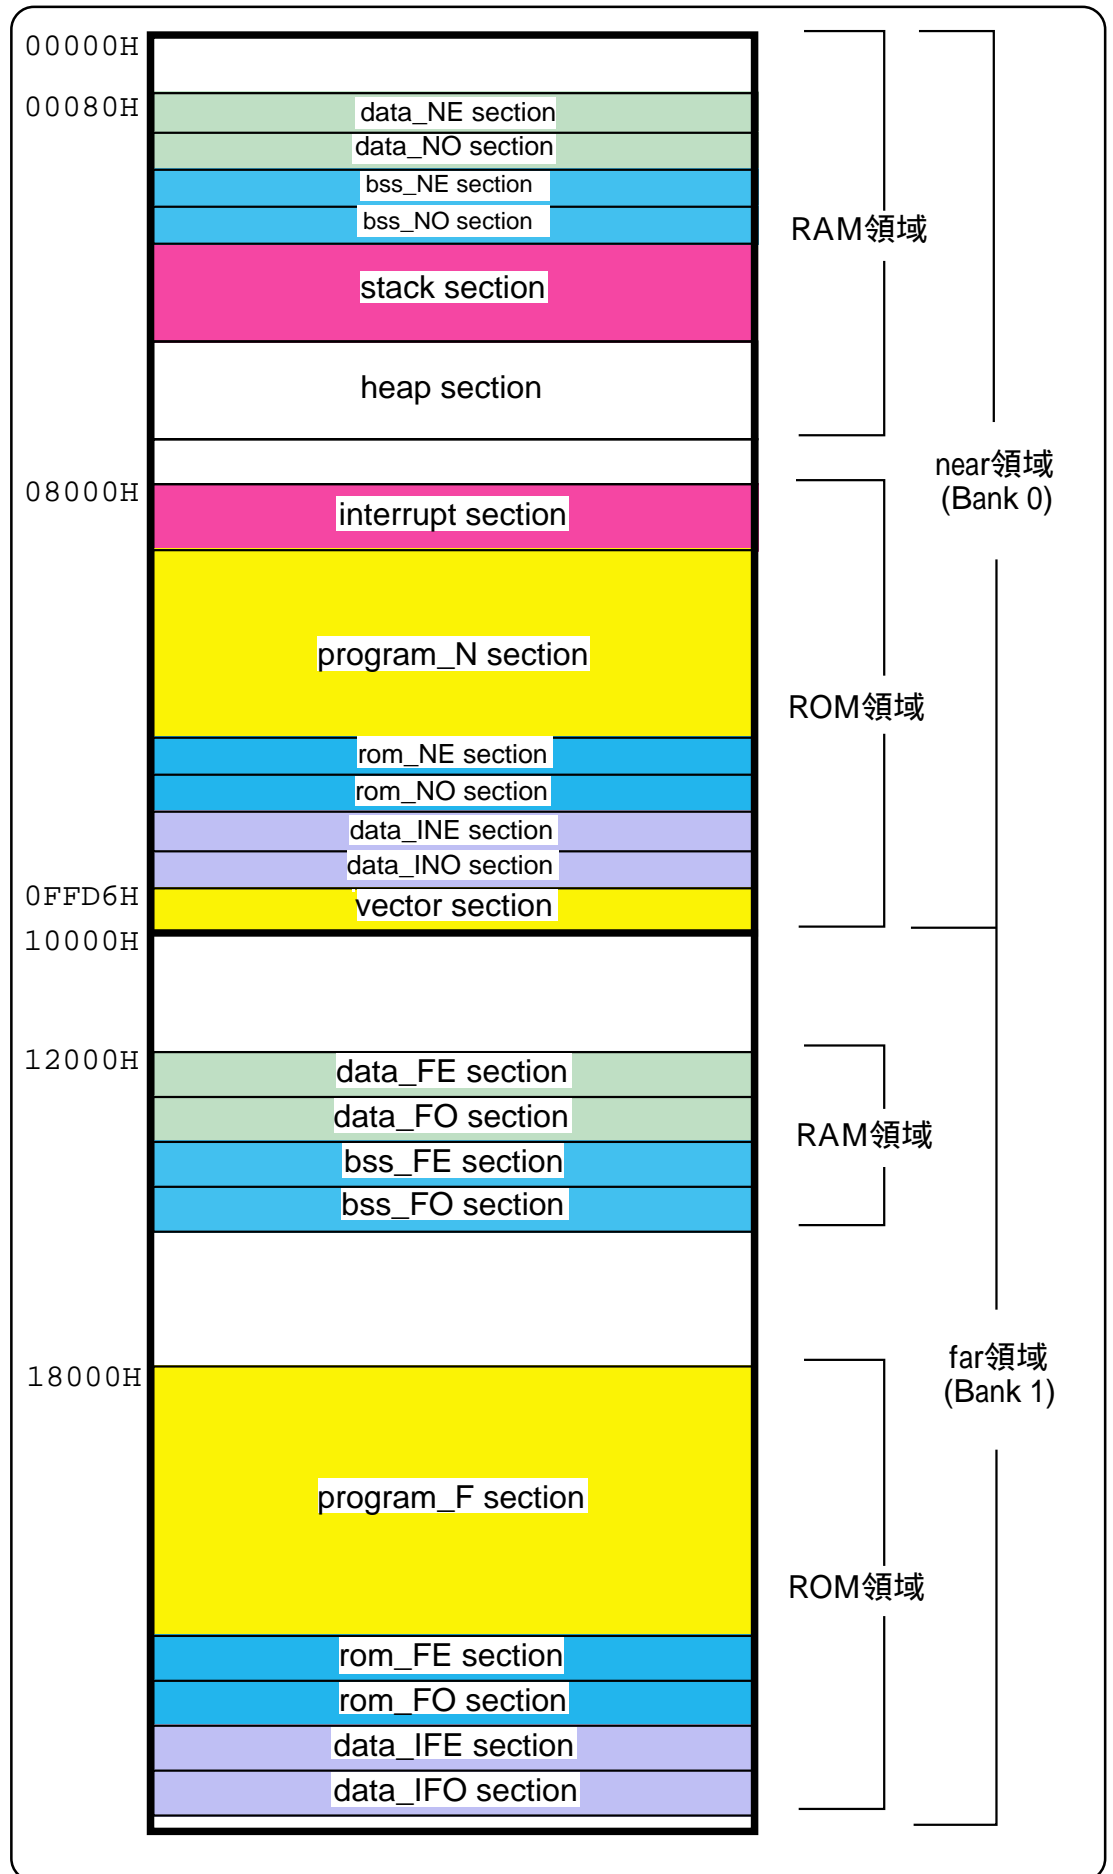 00000H
00080H
data_NE section
data_NO section
bss_NE section
bss_NO section
RAM領域
stack section
heap section
near領域
(Bank 0)
08000H
interrupt section
program_N section
ROM領域
rom_NE section
rom_NO section
data_INE section
data_INO section
0FFD6H
vector section
10000H
12000H
data_FE section
data_FO section
RAM領域
bss_FE section
bss_FO section
18000H
far領域
(Bank 1)
program_F section
ROM領域
rom_FE section
rom_FO section
data_IFE section
data_IFO section